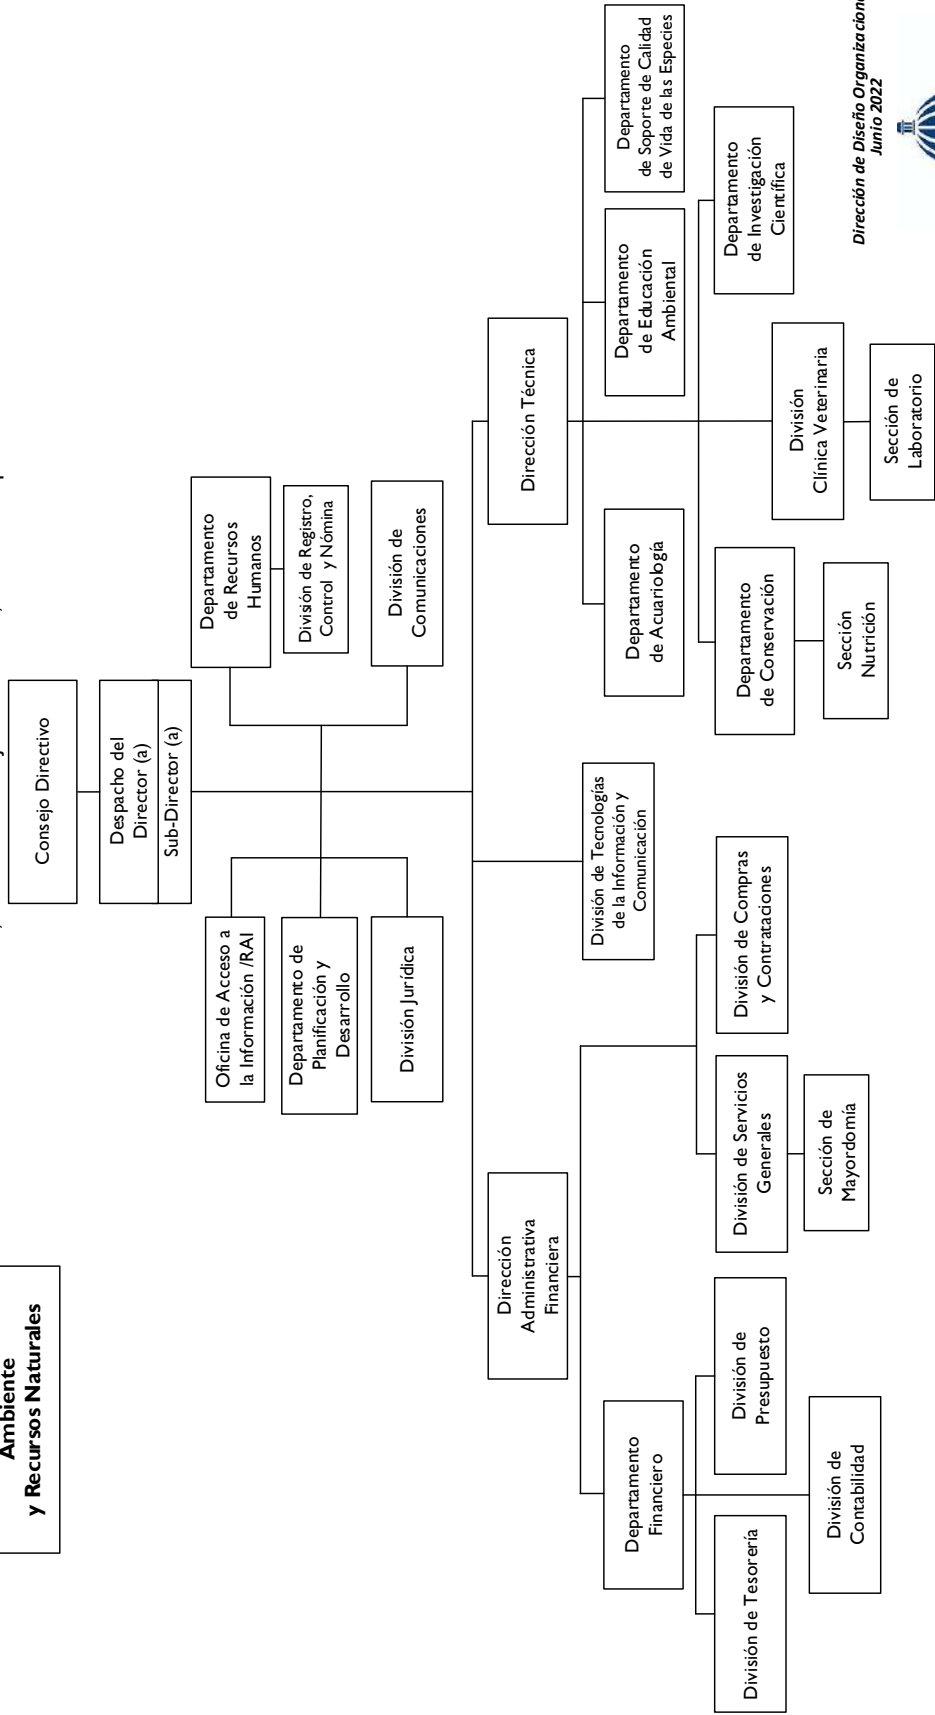 Ambiente
y Recursos Naturales
Consejo Directivo
Despacho del
Director (a)
Sub-Director (a)
Oficina de Acceso a
la Información /RAI
Departamento de
Planificación y
Desarrollo
División Jurídica
Departamento
de Recursos
Humanos
División de Registro,
Control y Nómina
División de
Comunicaciones
Dirección
Administrativa
Financiera
División de Tecnologías
de la Información y
Comunicación
Dirección Técnica
Departamento
Financiero
División de Tesorería
División de
Presupuesto
División de
Contabilidad
División de Servicios
Generales
Sección de
Mayordomía
División de Compras
y Contrataciones
Departamento
de Acuariología
Departamento
de Educación
Ambiental
Departamento
de Soporte de Calidad
de Vida de las Especies
Departamento
de Conservación
Sección
Nutrición
División
Clínica Veterinaria
Sección de
Laboratorio
Departamento
de Investigación
Científica
Dirección de Diseño
Junio 2022